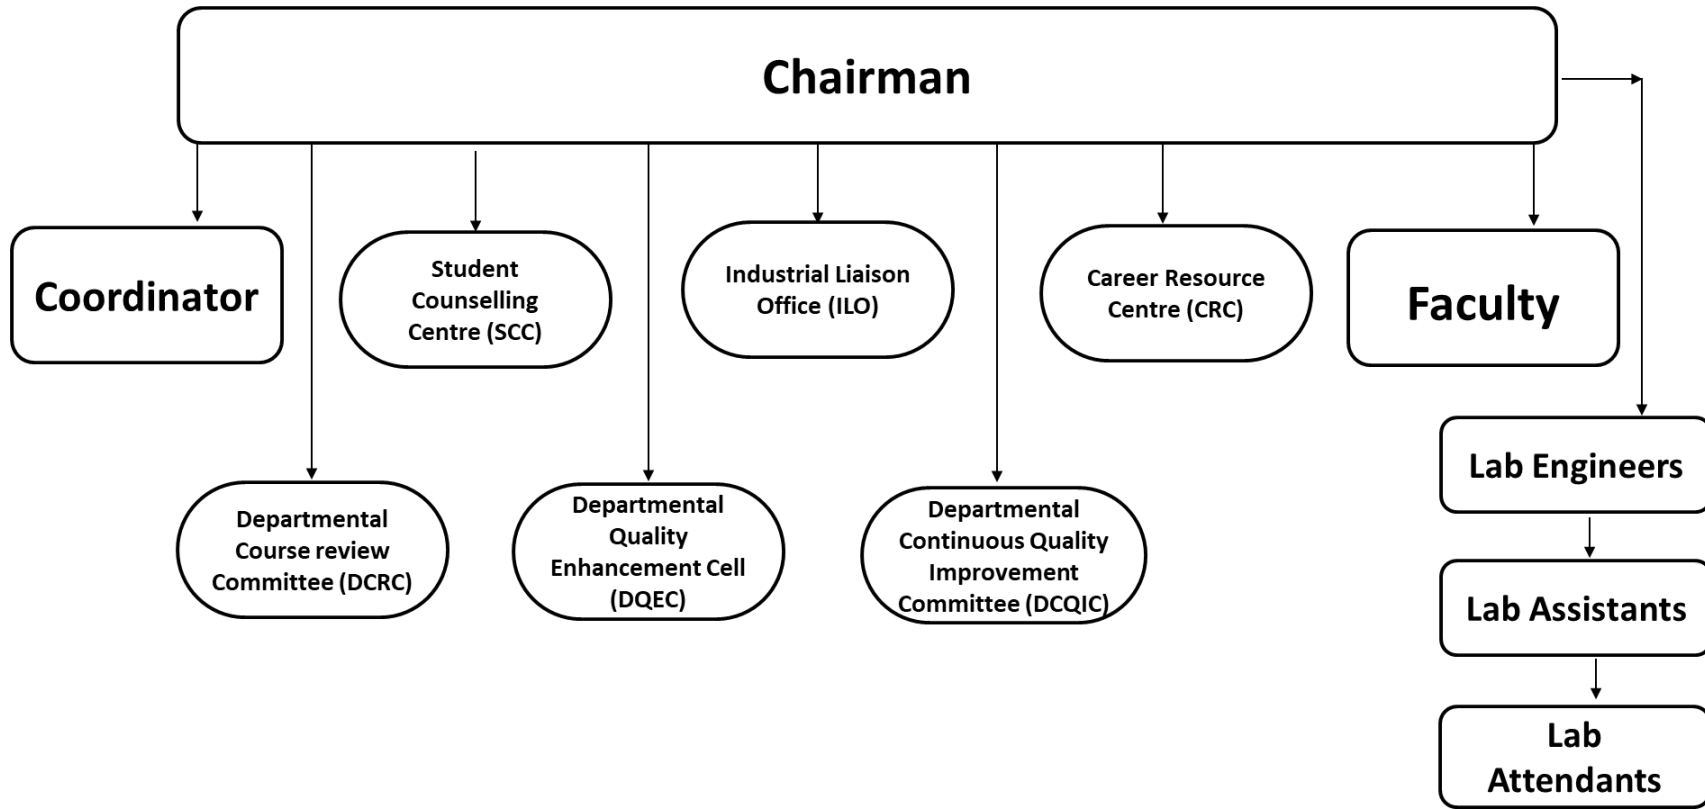 Chairman
Coordinator
Student
Counselling
Centre (SCC)
Industrial Liaison
Office (ILO)
Career Resource
Centre (CRC)
Faculty
Departmental
Course review
Committee (DCRC)
Departmental
Quality
Enhancement Cell
(DQEC)
Departmental
Continuous Quality
Improvement
Committee (DCQIC)
Lab Engineers
Lab Assistants
Lab
Attendants